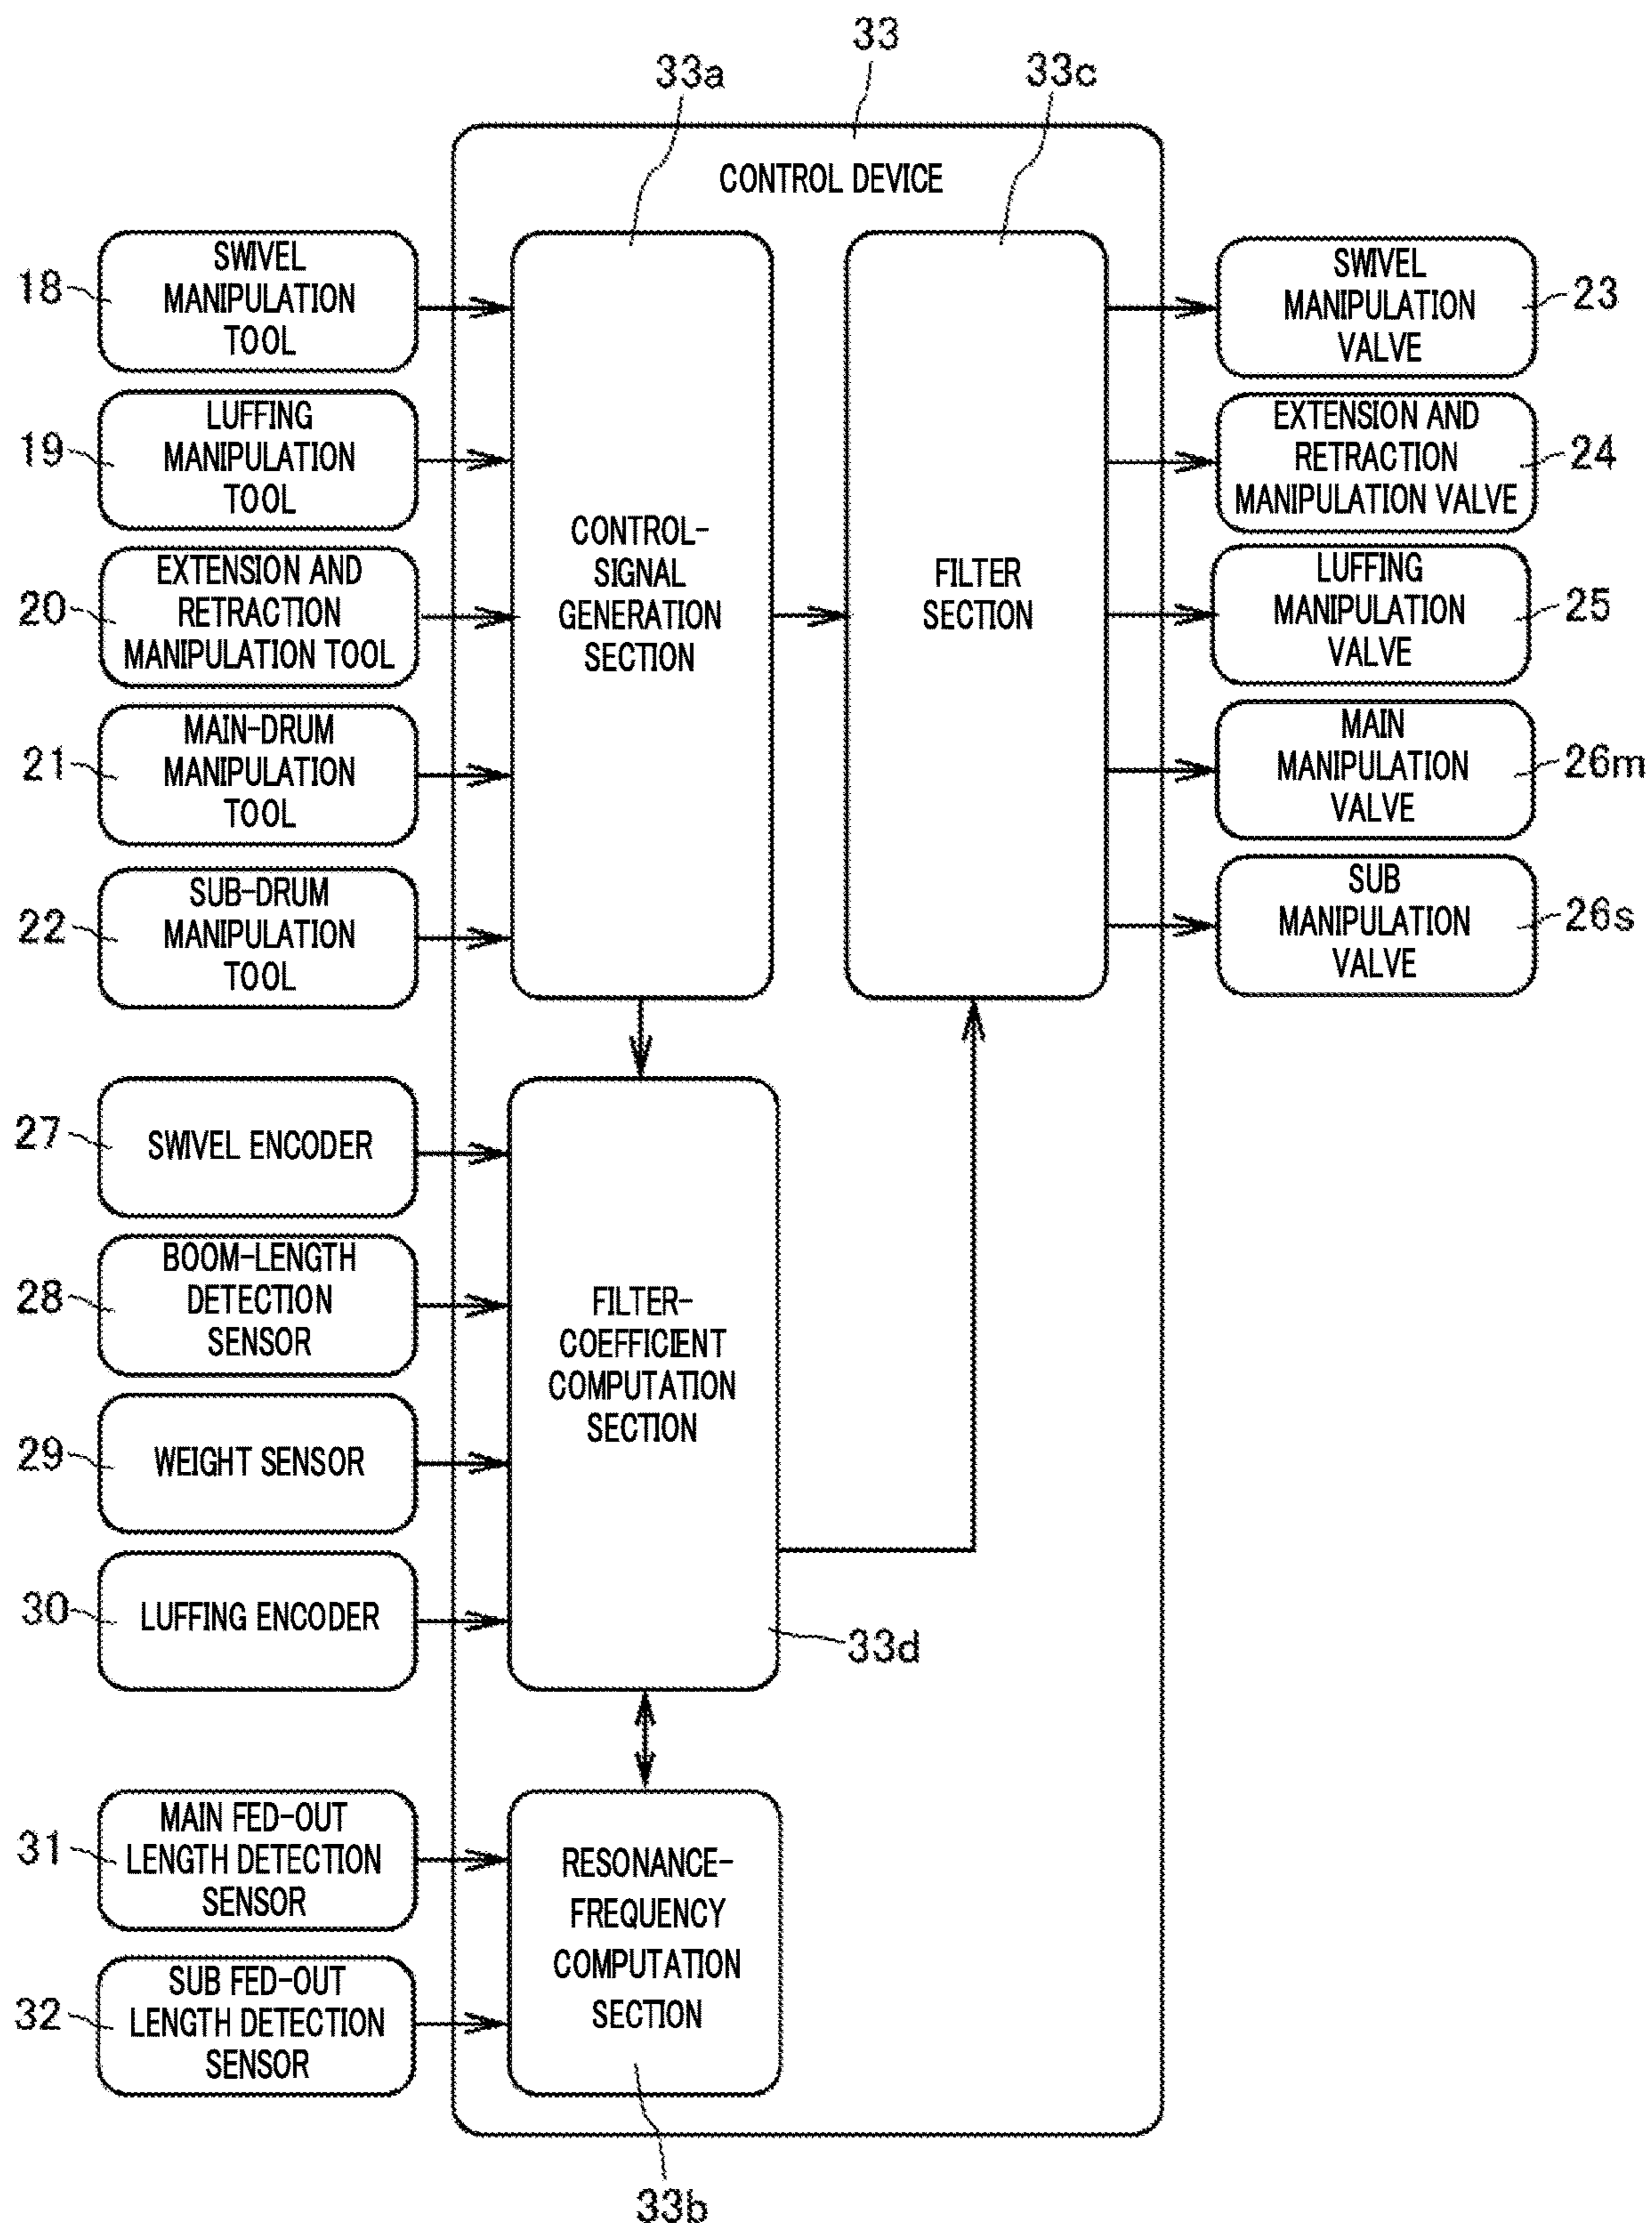 33
33a
33c
CONTROL DEVICE
18
SWIVEL
MANIPULATION
TOOL
19
LUFFING
MANIPULATION
TOOL
20
EXTENSION AND
RETRACTION
MANIPULATION TOOL
21
MAIN-DRUM
MANIPULATION
TOOL
22
SUB-DRUM
MANIPULATION
TOOL
CONTROL-
SIGNAL
GENERATION
SECTION
FILTER
SECTION
SWIVEL
MANIPULATION
VALVE
23
EXTENSION AND
RETRACTION
MANIPULATION VALVE
24
LUFFING
MANIPULATION
VALVE
25
MAIN
MANIPULATION
VALVE
26m
SUB
MANIPULATION
VALVE
26s
27
SWIVEL ENCODER
28
BOOM-LENGTH
DETECTION
SENSOR
29
WEIGHT SENSOR
30
LUFFING ENCODER
FILTER-
COEFFICIENT
COMPUTATION
SECTION
33d
31
MAIN FED-OUT
LENGTH DETECTION
SENSOR
32
SUB FED-OUT
LENGTH DETECTION
SENSOR
RESONANCE-
FREQUENCY
COMPUTATION
SECTION
33b